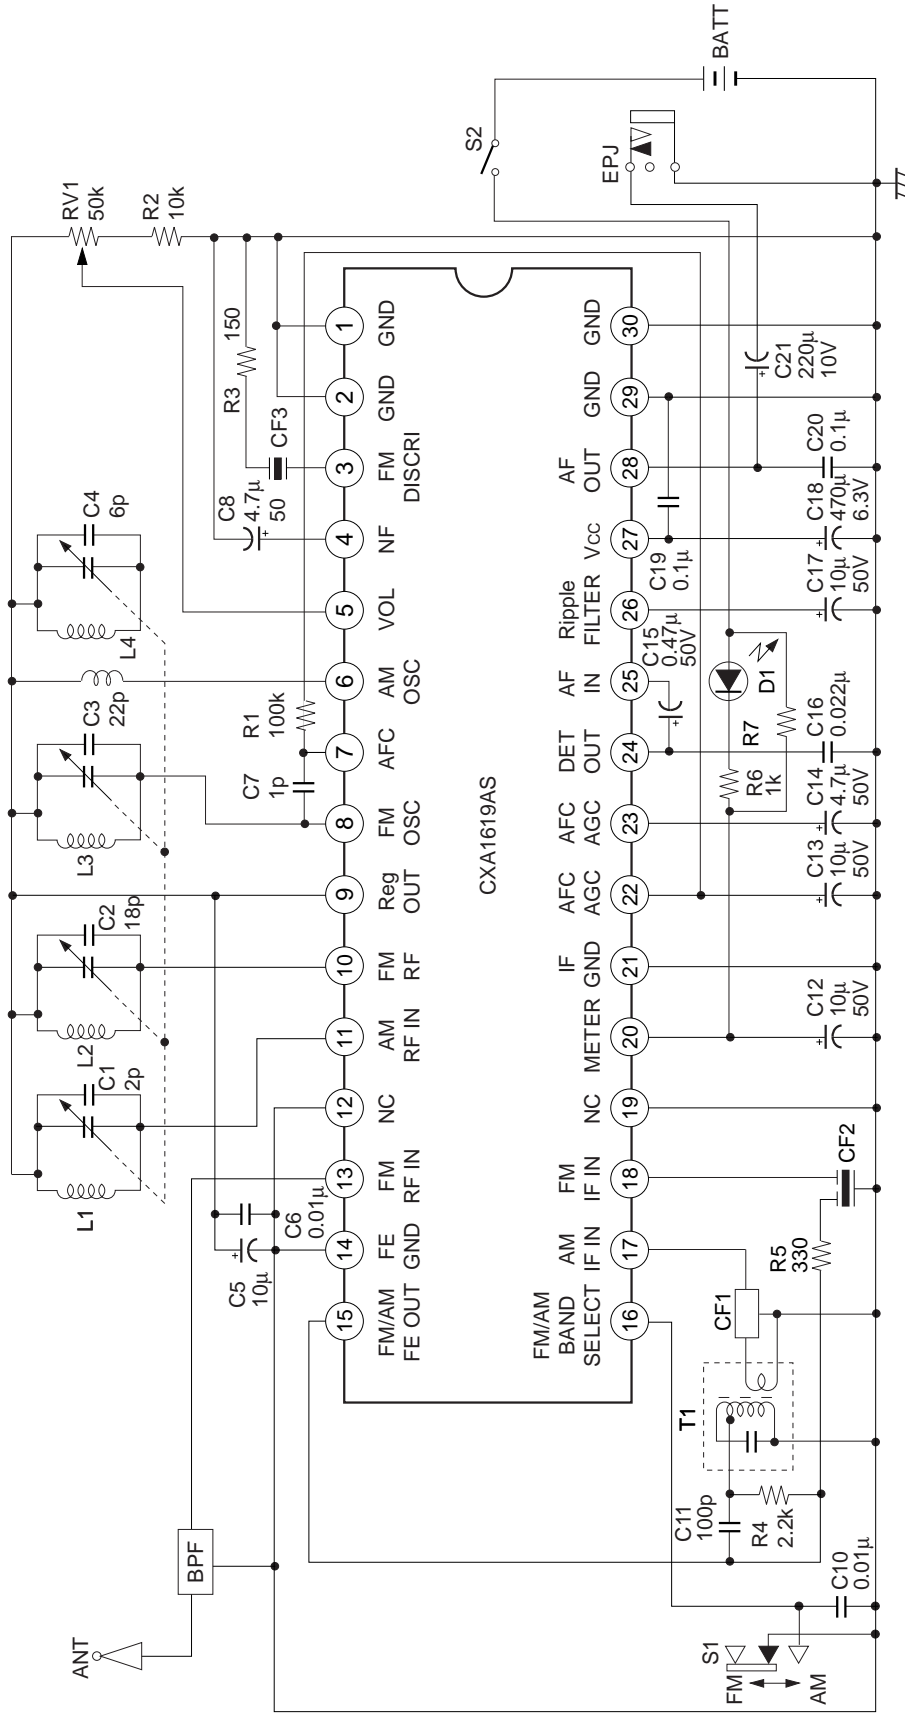 ANT
BPF
L1
C1
2p
L2
C2
18p
L3
C3
22p
L4
C4
6p
RV1
50k
R2
10k
C5
10μ
C6
0.01μ
C7
1p
R1
100k
C8
4.7μ
50
CF3
R3
150
15
14
13
12
11
10
9
8
7
6
5
4
3
2
1
FM/AM
FE OUT
FE
GND
FM
RF IN
NC
AM
RF IN
FM
RF
Reg
OUT
FM
OSC
AFC
AM
OSC
VOL
NF
FM
DISCRI
GND
GND
CXA1619AS
FM/AM
BAND
SELECT
AM
IF IN
FM
IF IN
NC
METER
IF
GND
AFC
AGC
AFC
AGC
DET
OUT
AF
IN
Ripple
FILTER
VCC
AF
OUT
GND
GND
16
17
18
19
20
21
22
23
24
25
26
27
28
29
30
C15
0.47μ
50V
C19
0.1μ
S2
EPJ
BATT
T1
CF1
C11
100p
R4
2.2k
R5
330
CF2
R6
1k
R7
D1
S1
FM
AM
C10
0.01μ
C12
10μ
50V
C13
10μ
50V
C14
4.7μ
50V
C16
0.022μ
C17
10μ
50V
C18
470μ
6.3V
C20
0.1μ
C21
220μ
10V
+
+
+
+
+
+
+
+
+